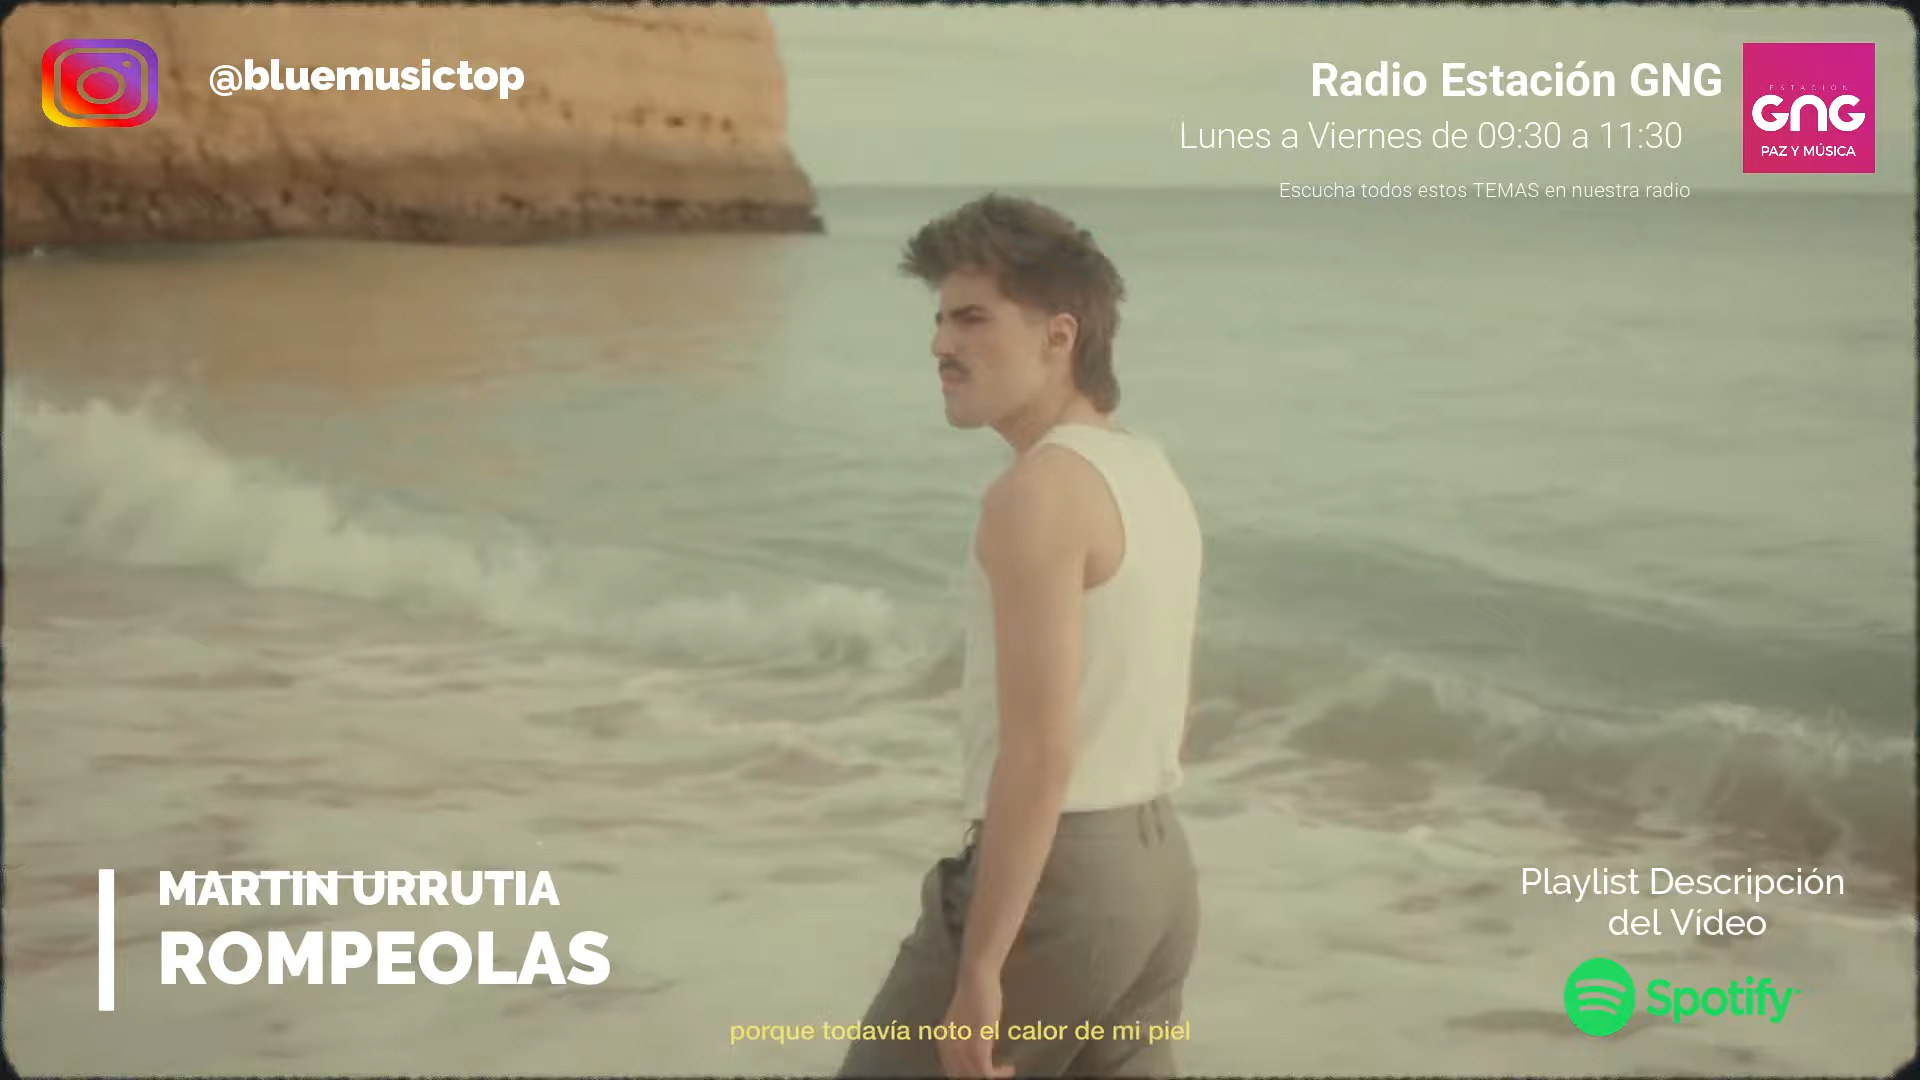 @bluemusictop
Radio Estación GNG
Lunes a Viernes de 09:30 a 11:30
Escucha todos estos TEMAS en nuestra radio
ESTACIÓN
GNG
PAZ Y MÚSICA
MARTIN URRUTIA
ROMPEOLAS
Playlist Descripción
del Vídeo
Spotify
porque todavía noto el calor de mi piel